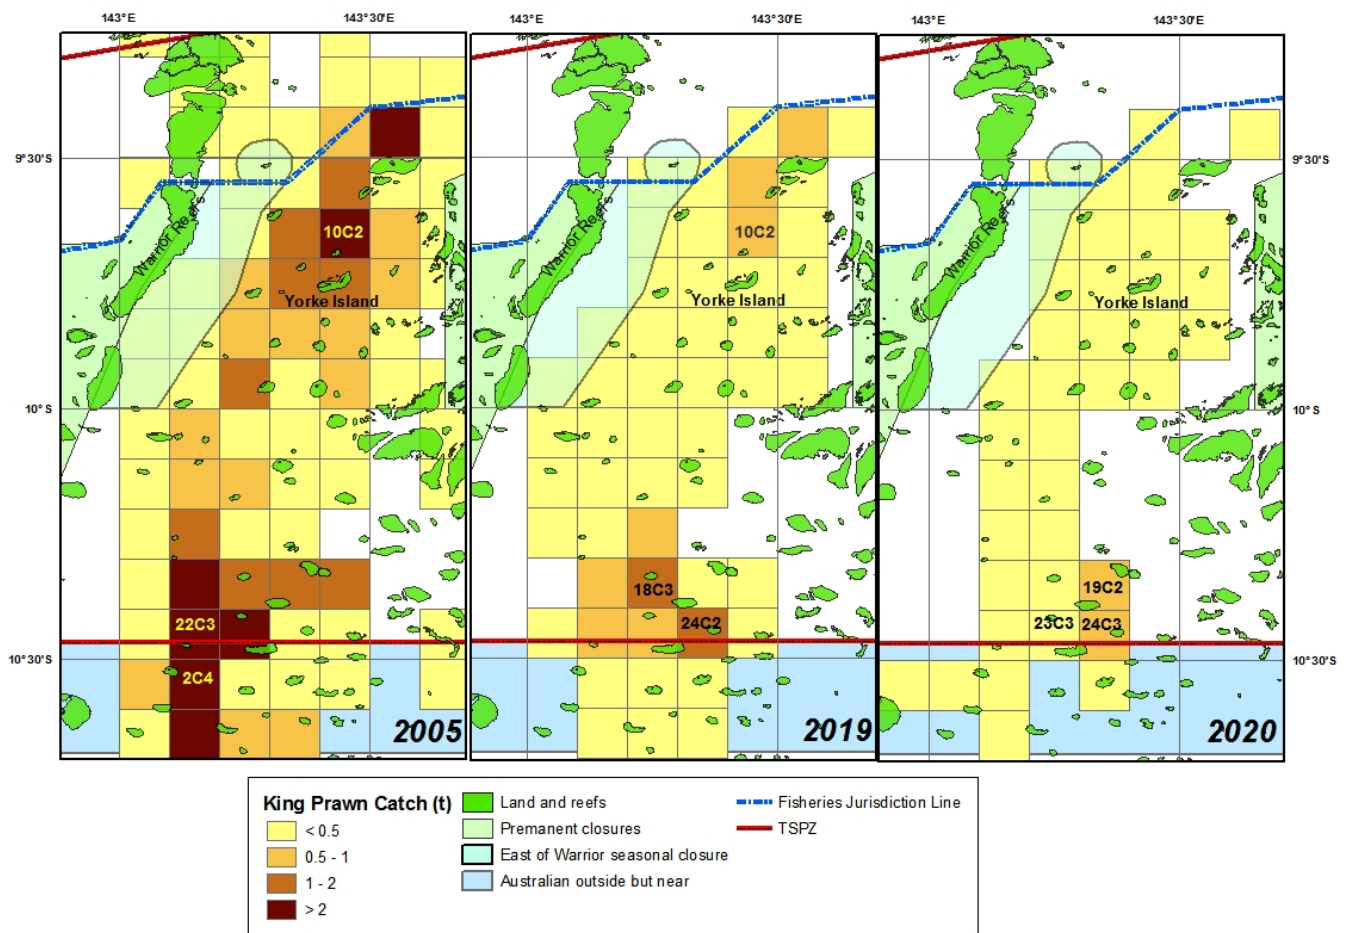 143° E
143° 30'E
143° E
143° 30'E
143° E
143° 30'E
9° 30'S
9° 30'S
Warrior Reefs
Warrior Reefs
Warrior Reefs
10C2
10C2
Yorke Island
Yorke Island
Yorke Island
10° S
10° S
18C3
19C2
22C3
24C2
23C3
24C3
10° 30'S
10° 30'S
2C4
2005
2019
2020
King Prawn Catch (t)
< 0.5
0.5 - 1
1 - 2
> 2
Land and reefs
Premanent closures
East of Warrior seasonal closure
Australian outside but near
Fisheries Jurisdiction Line
TSPZ